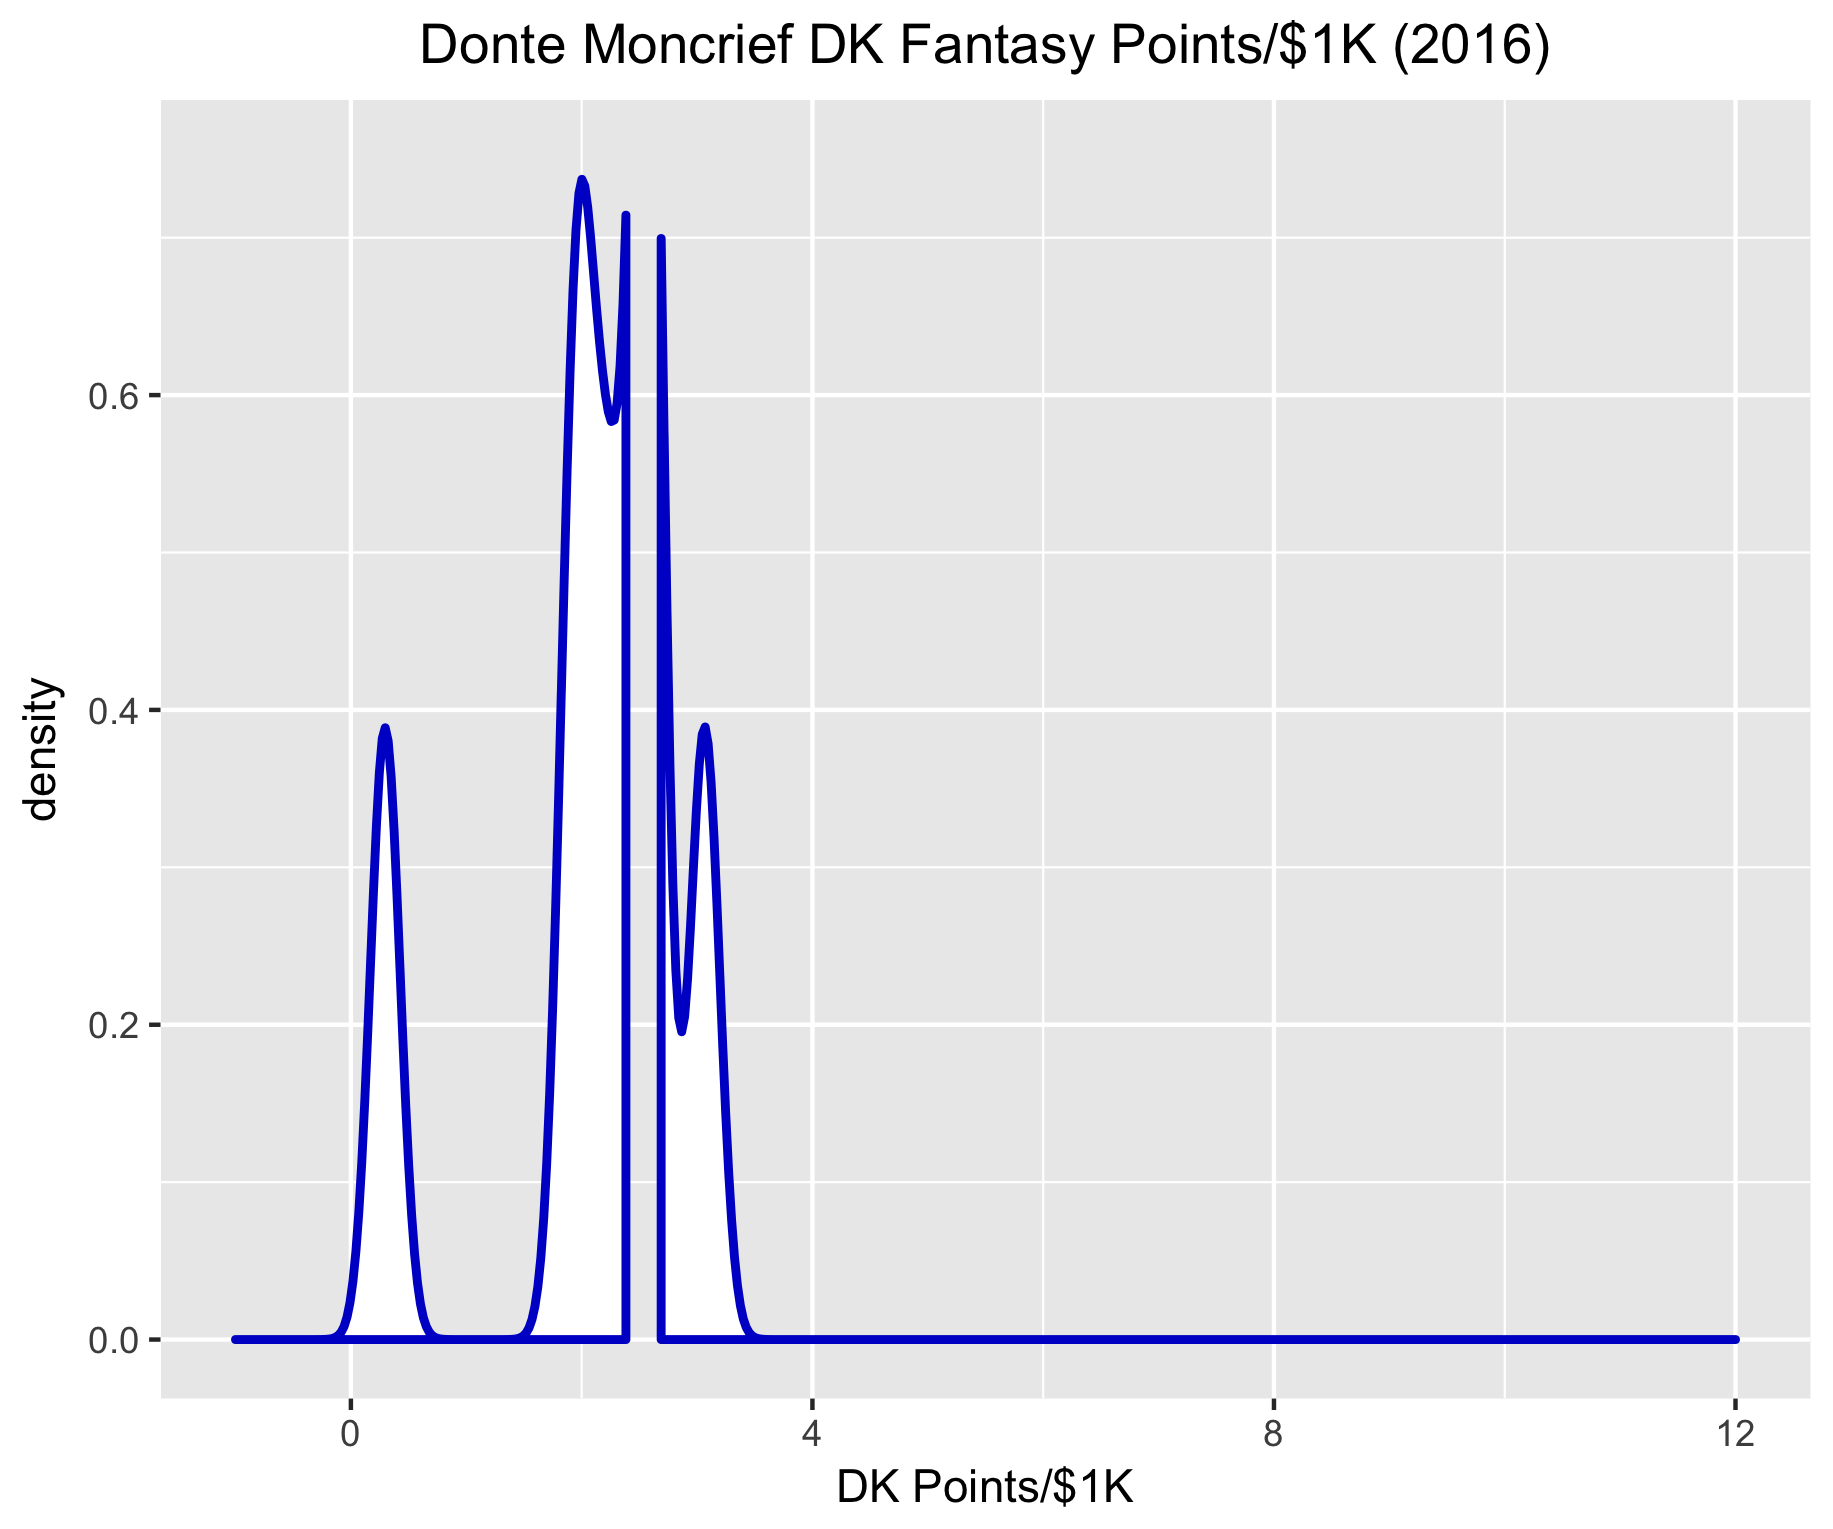 Donte Moncrief DK Fantasy Points/$1K (2016)
density
0.6
0.4
0.2
0.0
0 4 8 12
DK Points/$1K